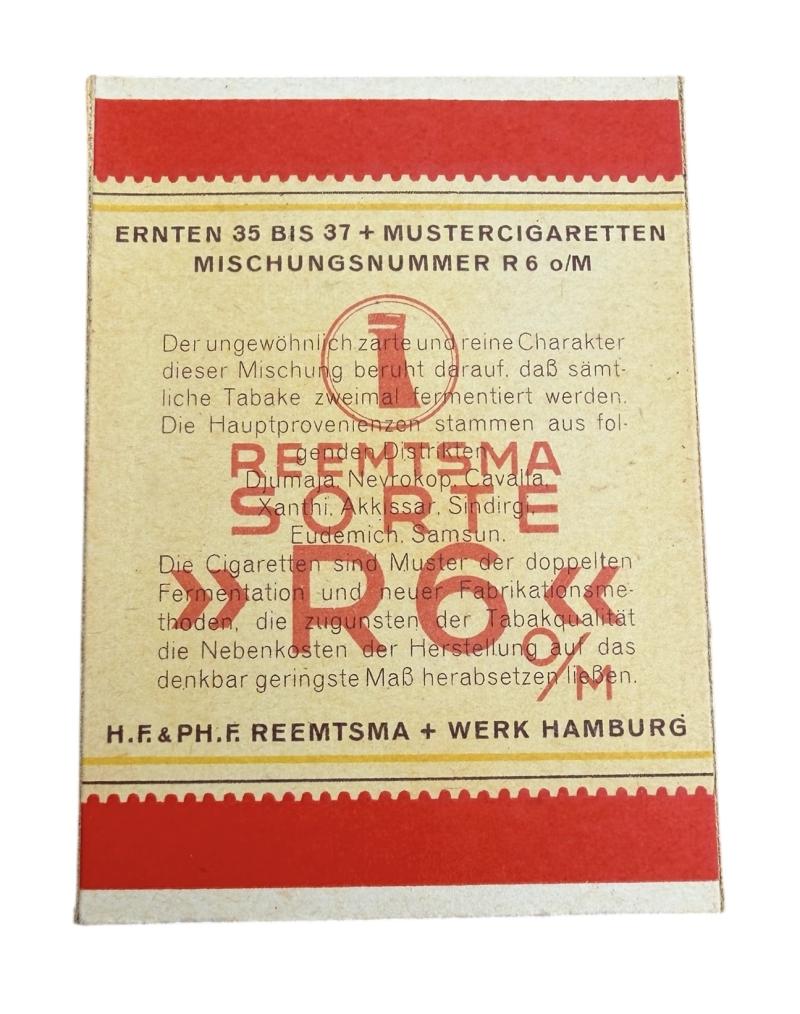 ERNTEN 35 BIS 37 + MUSTERCIGARETTEN
MISCHUNGSNUMMER R 6 o/M
Der ungewöhnlich zarte und reine Charakter
dieser Mischung beruht darauf, daß sämt-
liche Tabake zweimal fermentiert werden.
Die Hauptprovenienzen stammen aus fol-
genden Distrikten
Djumaja, Nevrokop, Cavalla,
Xanthi, Akkissar, Sindirgi,
Eudemich, Samsun.
Die Cigaretten sind Muster der doppelten
Fermentation und neuer Fabrikationsme-
thoden, die zugunsten der Tabakqualität
die Nebenkosten der Herstellung auf das
denkbar geringste Maß herabsetzen ließen.
REEMTSMA
SORTE
»R6«
O/M
H.F. & PH.F. REEMTSMA + WERK HAMBURG